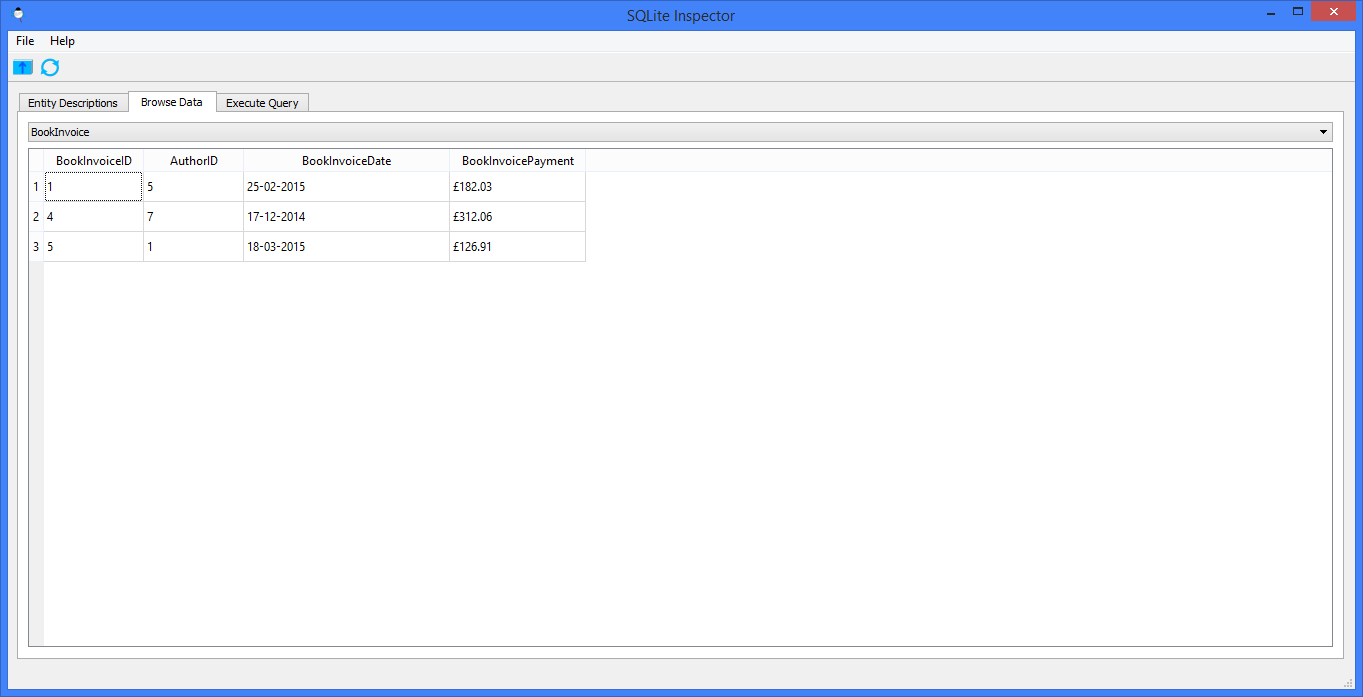 SQLite Inspector
File Help
Entity Descriptions Browse Data Execute Query
BookInvoice
BookInvoiceID AuthorID BookInvoiceDate BookInvoicePayment
1 1 5 25-02-2015 £182.03
2 4 7 17-12-2014 £312.06
3 5 1 18-03-2015 £126.91